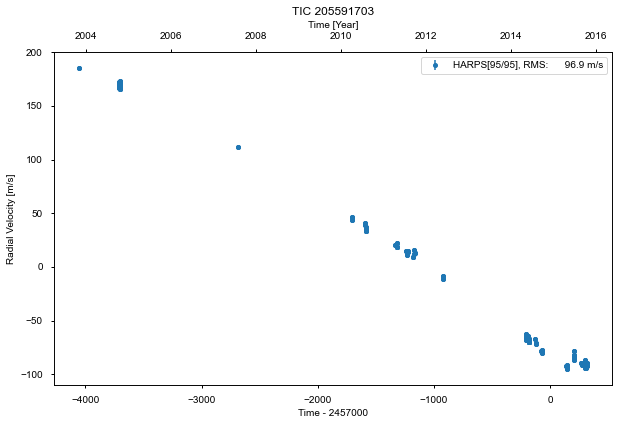 TIC 205591703
Time [Year]
2004 2006 2008 2010 2012 2014 2016
HARPS[95/95], RMS: 96.9 m/s
Radial Velocity [m/s]
200
150
100
50
0
−50
−100
−4000 −3000 −2000 −1000 0
Time - 2457000